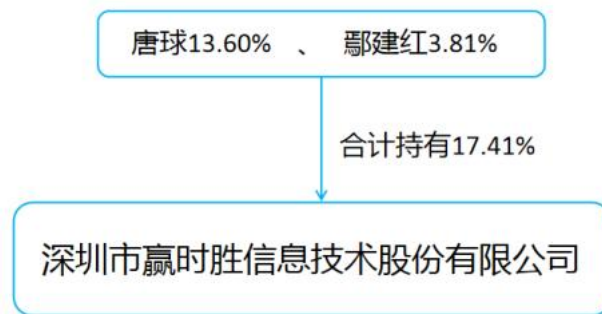 唐球13.60% 、 鄢建红3.81%
合计持有17.41%
深圳市赢时胜信息技术股份有限公司